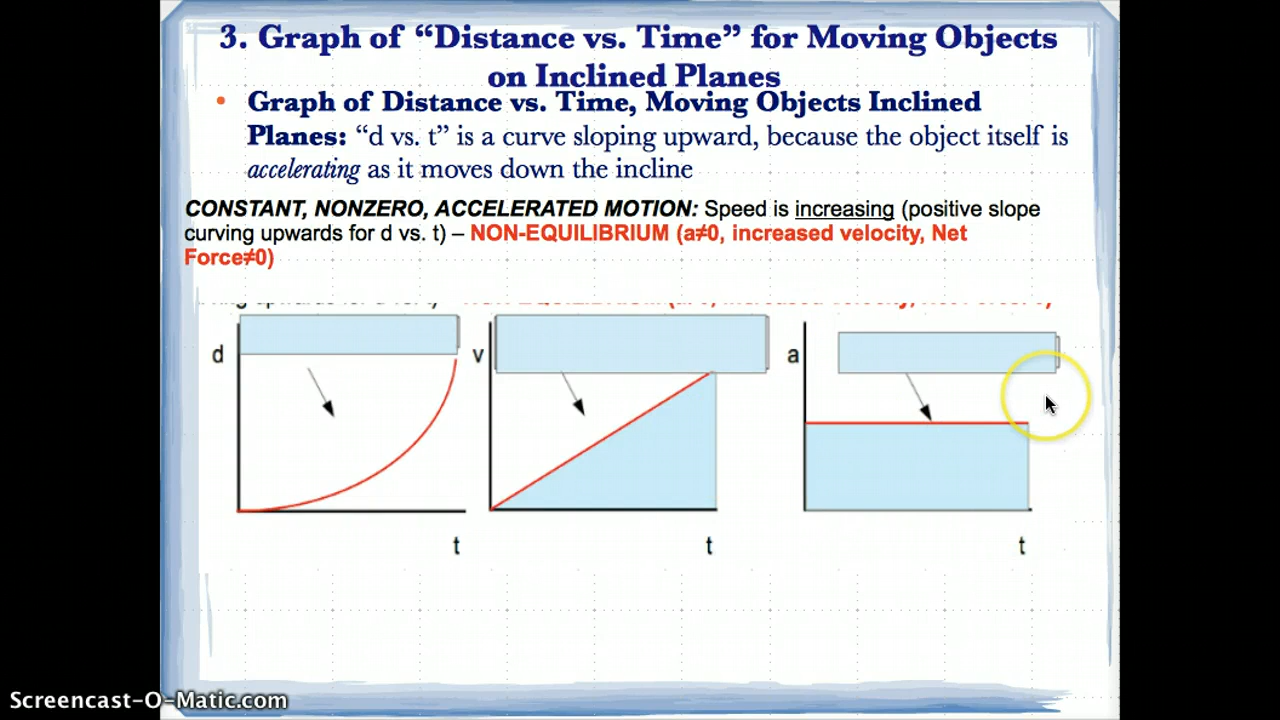 3. Graph of “Distance vs. Time” for Moving Objects
on Inclined Planes
• Graph of Distance vs. Time, Moving Objects Inclined
Planes: “d vs. t” is a curve sloping upward, because the object itself is
accelerating as it moves down the incline
CONSTANT, NONZERO, ACCELERATED MOTION: Speed is increasing (positive slope
curving upwards for d vs. t) – NON-EQUILIBRIUM (a≠0, increased velocity, Net
Force≠0)
d
v
a
t
t
t
Screencast-O-Matic.com